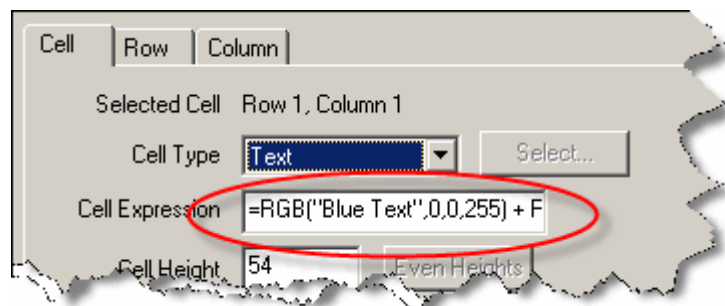 Cell Row Column
Selected Cell Row 1, Column 1
Cell Type Text Select...
Cell Expression =RGB("Blue Text",0,0,255) + F
Cell Height 54 Even Heights